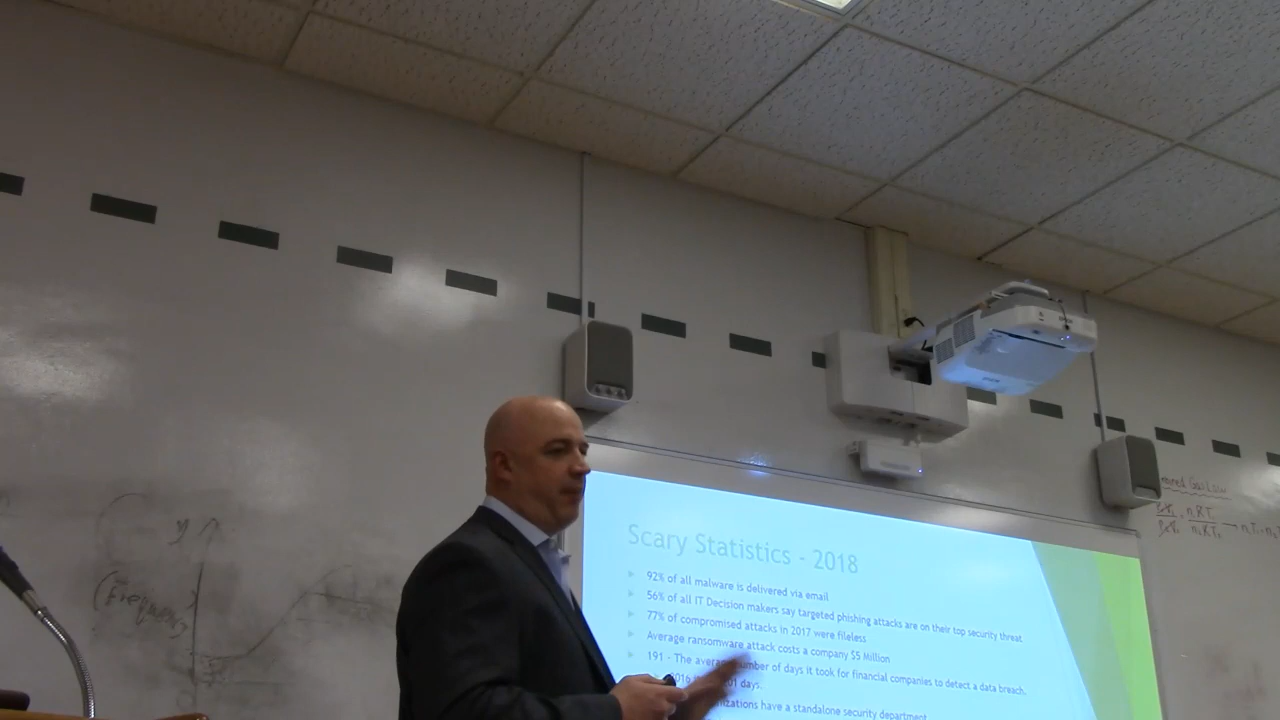 Scary Statistics - 2018
92% of all malware is delivered via email
56% of all IT Decision makers say targeted phishing attacks are on their top security threat
77% of compromised attacks in 2017 were fileless
Average ransomware attack costs a company $5 Million
191 - The average number of days it took for financial companies to detect a data breach.
days.
have a standalone security department
y
(Frequency)
Gas Law